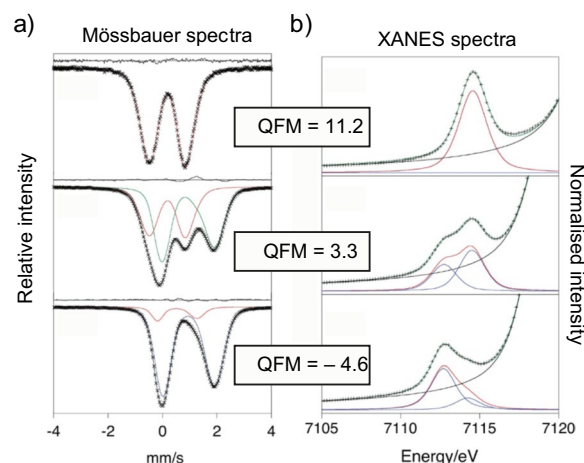 a)
Mössbauer spectra
b)
XANES spectra
QFM = 11.2
QFM = 3.3
QFM = – 4.6
Relative intensity
Normalised intensity
-4 -2 0 2 4
mm/s
7105 7110 7115 7120
Energy/eV